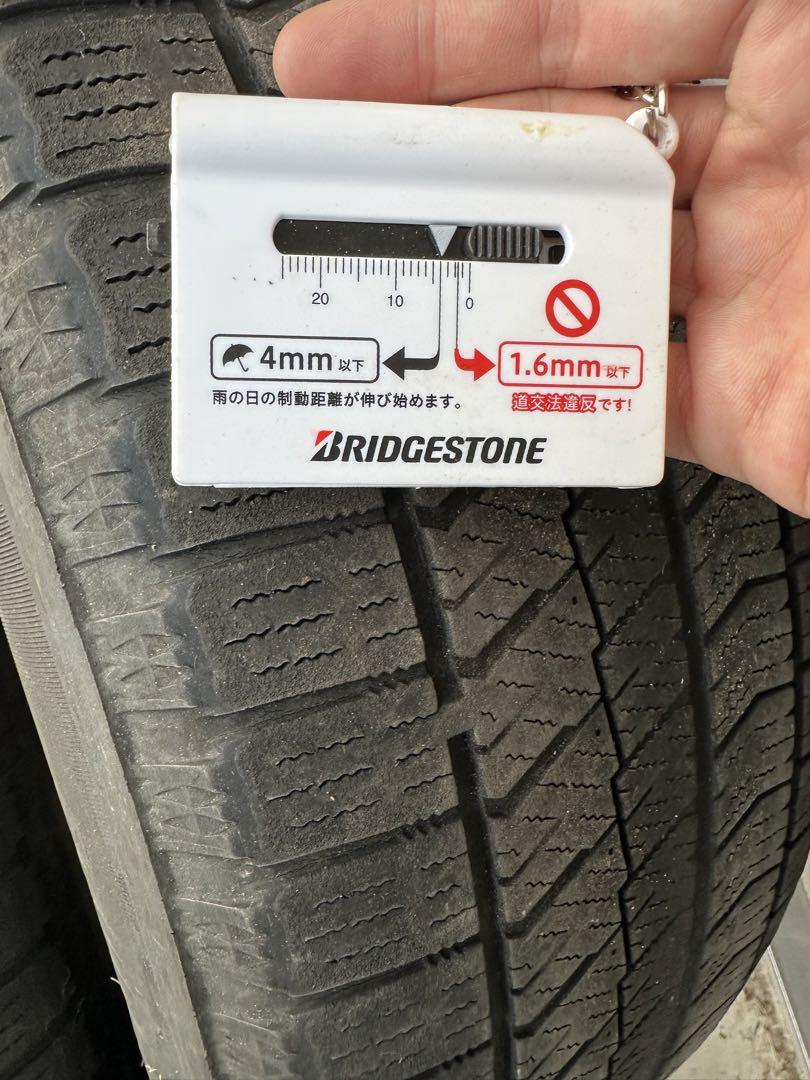 20 10 0
4mm 以下
1.6mm 以下
雨の日の制動距離が伸び始めます。
道交法違反です!
BRIDGESTONE